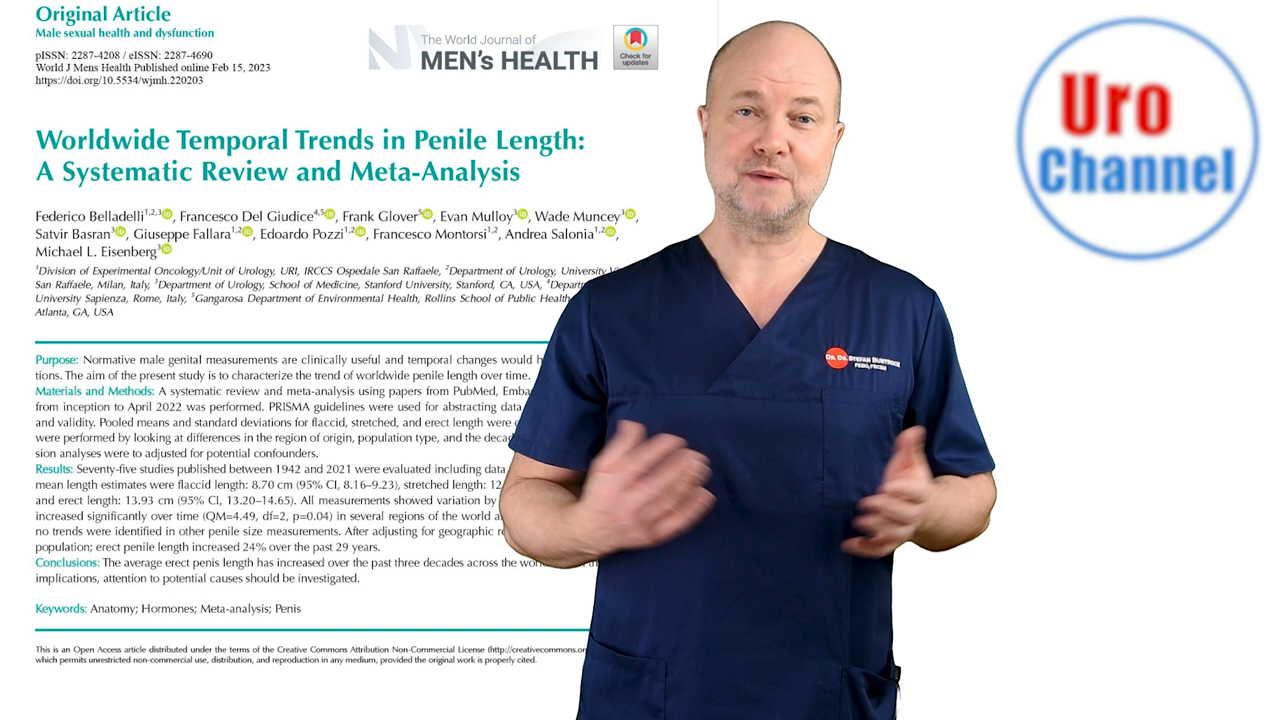 Original Article
Male sexual health and dysfunction
pISSN: 2287-4208 / eISSN: 2287-4690
World J Mens Health Published online Feb 15, 2023
https://doi.org/10.5534/wjmh.220203
The World Journal of
MEN's HEALTH
Check for
updates
Uro
Channel
Worldwide Temporal Trends in Penile Length:
A Systematic Review and Meta-Analysis
Federico Belladelli1,2,3, Francesco Del Giudice4,5, Frank Glover5, Evan Mulloy3, Wade Muncey3,
Satvir Basran3, Giuseppe Fallara1,2, Edoardo Pozzi1,2, Francesco Montorsi1,2, Andrea Salonia1,2,
Michael L. Eisenberg3
1Division of Experimental Oncology/Unit of Urology, URI, IRCCS Ospedale San Raffaele, 2Department of Urology, University
San Raffaele, Milan, Italy, 3Department of Urology, School of Medicine, Stanford University, Stanford, CA, USA, 4Depart
University Sapienza, Rome, Italy, 5Gangarosa Department of Environmental Health, Rollins School of Public Health
Atlanta, GA, USA
Purpose: Normative male genital measurements are clinically useful and temporal changes would h
tions. The aim of the present study is to characterize the trend of worldwide penile length over time.
Materials and Methods: A systematic review and meta-analysis using papers from PubMed, Emba
from inception to April 2022 was performed. PRISMA guidelines were used for abstracting data
and validity. Pooled means and standard deviations for flaccid, stretched, and erect length were
were performed by looking at differences in the region of origin, population type, and the decad
sion analyses were to adjusted for potential confounders.
Results: Seventy-five studies published between 1942 and 2021 were evaluated including data
mean length estimates were flaccid length: 8.70 cm (95% CI, 8.16–9.23), stretched length: 12
and erect length: 13.93 cm (95% CI, 13.20–14.65). All measurements showed variation by
increased significantly over time (QM=4.49, df=2, p=0.04) in several regions of the world a
no trends were identified in other penile size measurements. After adjusting for geographic re
population; erect penile length increased 24% over the past 29 years.
Conclusions: The average erect penis length has increased over the past three decades across the wor
implications, attention to potential causes should be investigated.
Keywords: Anatomy; Hormones; Meta-analysis; Penis
This is an Open Access article distributed under the terms of the Creative Commons Attribution Non-Commercial License (http://creativecommons.or
which permits unrestricted non-commercial use, distribution, and reproduction in any medium, provided the original work is properly cited.